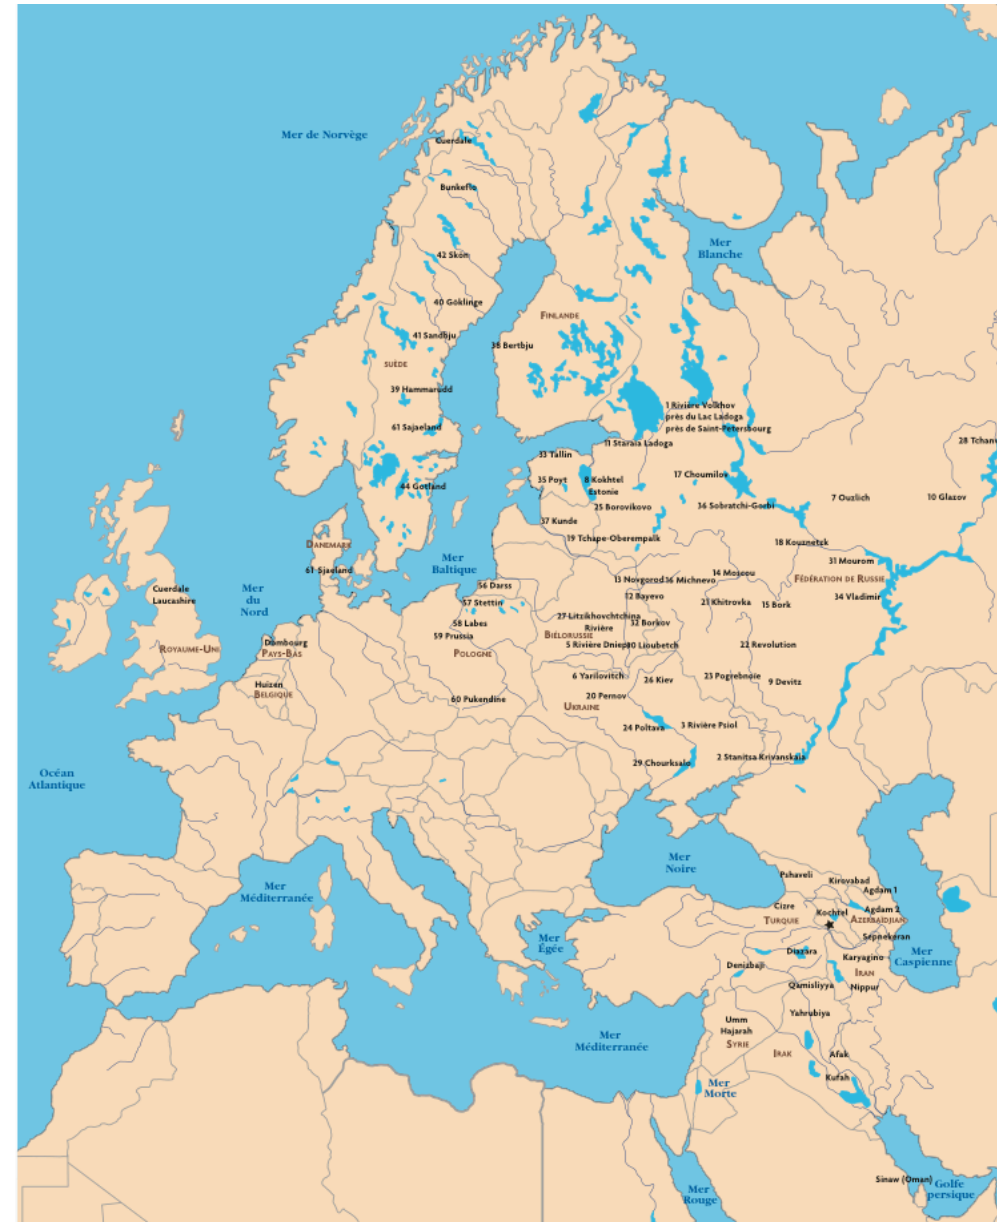 Mer de Norvège
Cuerdale
Bunkeflo
Mer
Blanche
42 Skön
40 Göklinge
Finlande
41 Sandbju
38 Bertbju
suède
39 Hammarudd
1 Rivière Volkhov
près du Lac Ladoga
près de Saint-Petersbourg
61 Sajaeland
11 Staraia Ladoga
28 Tchanv
33 Tallin
17 Choumilov
35 Poyt
8 Kokhtel
Estonie
44 Gotland
7 Ouzlich
10 Glazov
25 Borovikovo
36 Sobratchi-Gorbi
37 Kunde
19 Tchape-Oberempalk
18 Kouznetzk
Danemark
Mer
Baltique
31 Mourom
61 Sjaeland
14 Moscou
Fédération de Russie
13 Novgorod
16 Michnevo
Cuerdale
Laucashire
Mer
du
Nord
56 Darss
12 Bayevo
34 Vladimir
57 Stettin
21 Khitrovka
15 Bork
27 Litzikhovchtchina
Rivière
32 Borkov
58 Labes
59 Prussia
Biélorussie
Dombourg
Pays-Bas
Royaume-Uni
5 Rivière Dniepr
30 Lioubetch
22 Revolution
Pologne
6 Yarilovitch
23 Pogrebnoie
26 Kiev
9 Devitz
Huizen
Belgique
20 Pernov
60 Pukendine
Ukraine
24 Poltava
3 Rivière Psiol
2 Stanitsa Krivanskaia
29 Chourksalo
Océan
Atlantique
Mer
Noire
Pshaveli
Kirovabad
Agdam 1
Mer
Méditerranée
Cizre
Kochtel
Agdam 2
Turquie
Azerbaïdjian
Mer
Égée
Sepnekeran
Diazara
Karyagino
Mer
Caspienne
Denizbaji
Iran
Qamisliyya
Nippur
Yahrubiya
Umm
Hajarah
Syrie
Mer
Méditerranée
Irak
Afak
Kufah
Mer
Morte
Sinaw (Oman)
Golfe
persique
Mer
Rouge